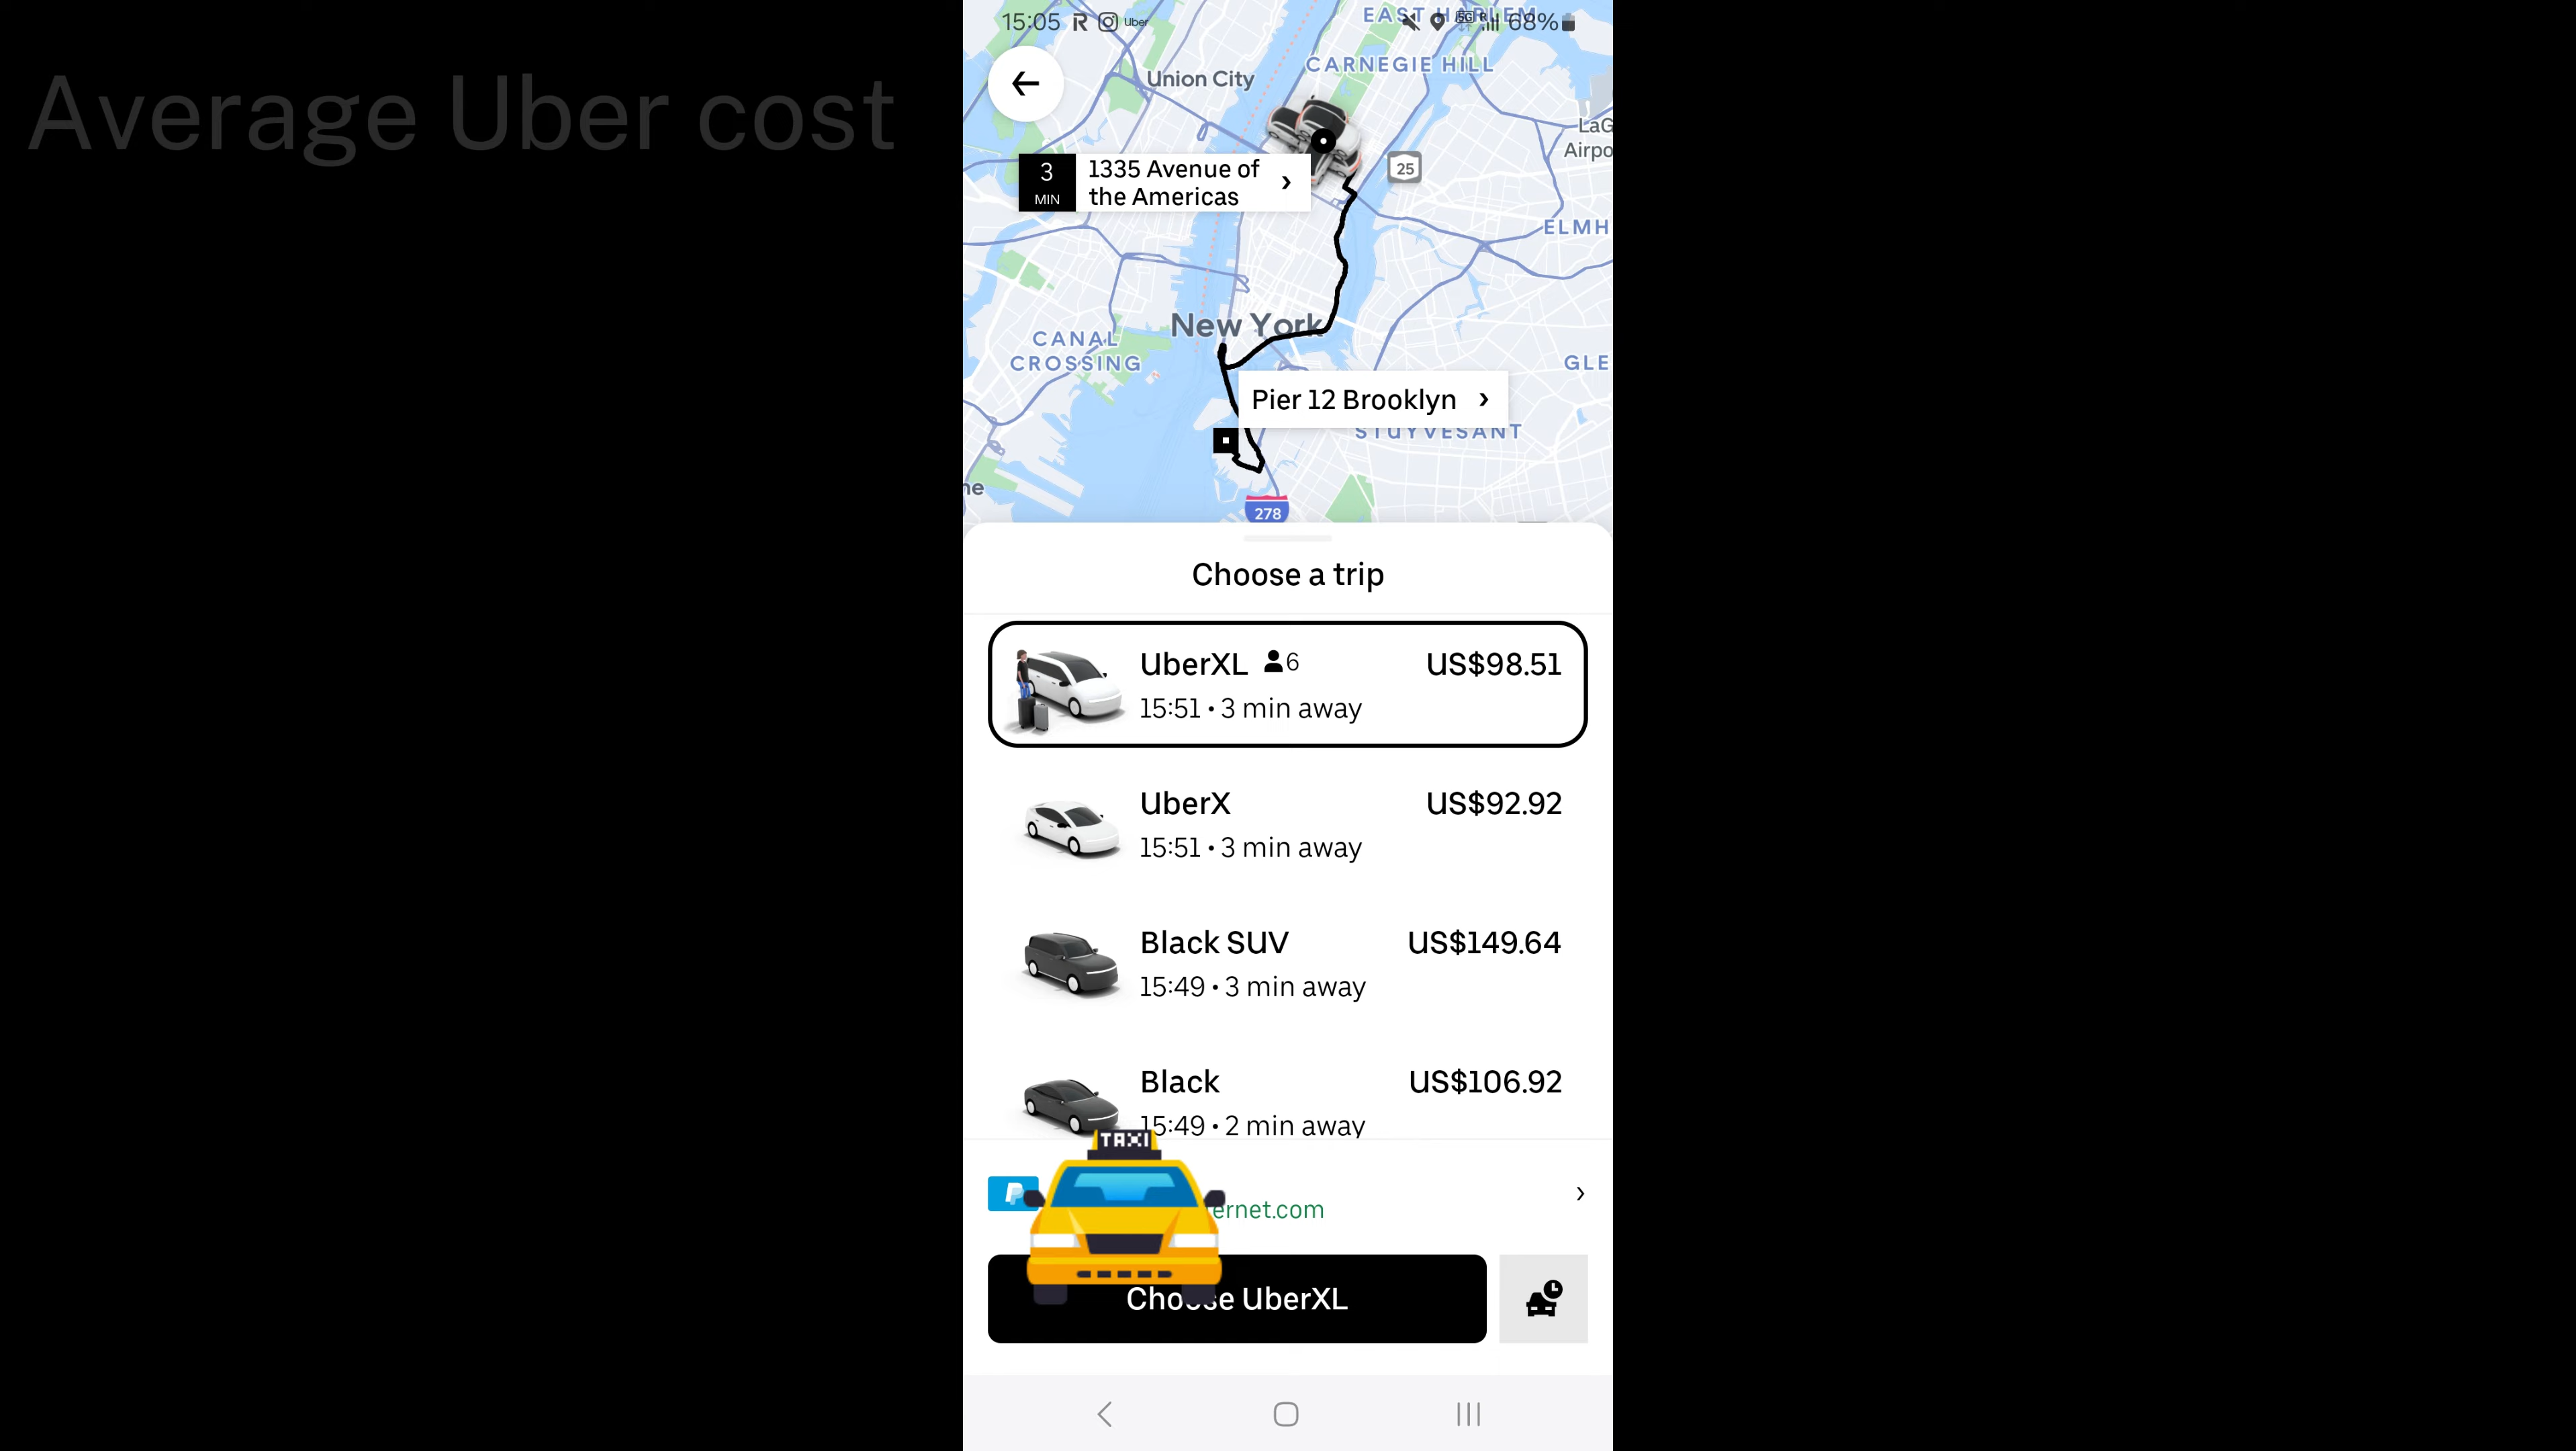 Average Uber cost
15:05
Uber
68%
EAST HARLEM
CARNEGIE HILL
Union City
3
MIN
1335 Avenue of
the Americas
25
ELMH
New York
CANAL
CROSSING
GLE
Pier 12 Brooklyn
STUYVESANT
278
Choose a trip
UberXL 6 US$98.51
15:51 • 3 min away
UberX US$92.92
15:51 • 3 min away
Black SUV US$149.64
15:49 • 3 min away
Black US$106.92
15:49 • 2 min away
TAXI
ernet.com
Choose UberXL